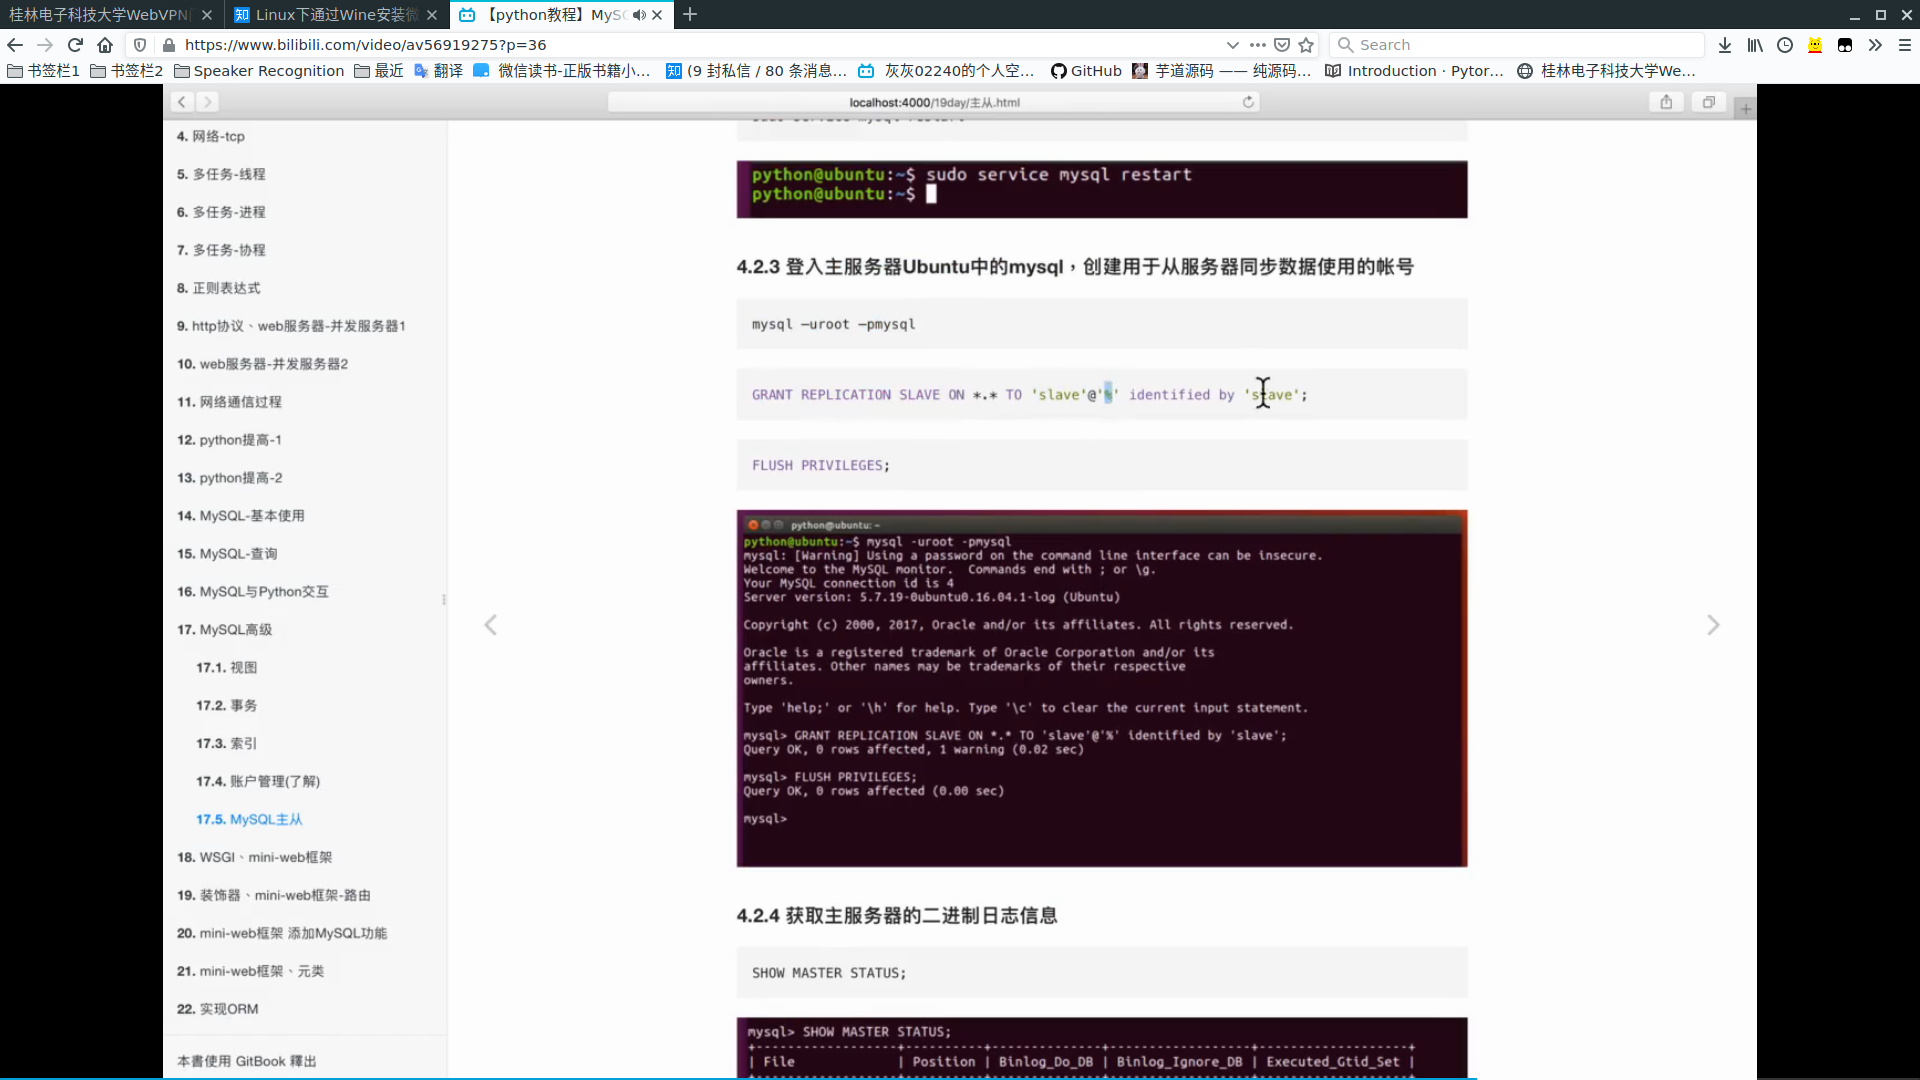 桂林电子科技大学WebVPN
Linux下通过Wine安装微
【python教程】MySQ
https://www.bilibili.com/video/av56919275?p=36
Search
书签栏1
书签栏2
Speaker Recognition
最近
翻译
微信读书-正版书籍小…
(9 封私信 / 80 条消息…
灰灰02240的个人空…
GitHub
芋道源码 —— 纯源码…
Introduction · Pytor…
桂林电子科技大学We…
localhost:4000/19day/主从.html
4. 网络-tcp
5. 多任务-线程
6. 多任务-进程
7. 多任务-协程
8. 正则表达式
9. http协议、web服务器-并发服务器1
10. web服务器-并发服务器2
11. 网络通信过程
12. python提高-1
13. python提高-2
14. MySQL-基本使用
15. MySQL-查询
16. MySQL与Python交互
17. MySQL高级
17.1. 视图
17.2. 事务
17.3. 索引
17.4. 账户管理(了解)
17.5. MySQL主从
18. WSGI、mini-web框架
19. 装饰器、mini-web框架-路由
20. mini-web框架 添加MySQL功能
21. mini-web框架、元类
22. 实现ORM
本書使用 GitBook 釋出
sudo service mysql restart
python@ubuntu:~$ sudo service mysql restart
python@ubuntu:~$
4.2.3 登入主服务器Ubuntu中的mysql，创建用于从服务器同步数据使用的帐号
mysql –uroot –pmysql
GRANT REPLICATION SLAVE ON *.* TO 'slave'@'%' identified by 'slave';
FLUSH PRIVILEGES;
python@ubuntu: ~
python@ubuntu:~$ mysql -uroot -pmysql
mysql: [Warning] Using a password on the command line interface can be insecure.
Welcome to the MySQL monitor.  Commands end with ; or \g.
Your MySQL connection id is 4
Server version: 5.7.19-0ubuntu0.16.04.1-log (Ubuntu)
Copyright (c) 2000, 2017, Oracle and/or its affiliates. All rights reserved.
Oracle is a registered trademark of Oracle Corporation and/or its
affiliates. Other names may be trademarks of their respective
owners.
Type 'help;' or '\h' for help. Type '\c' to clear the current input statement.
mysql> GRANT REPLICATION SLAVE ON *.* TO 'slave'@'%' identified by 'slave';
Query OK, 0 rows affected, 1 warning (0.02 sec)
mysql> FLUSH PRIVILEGES;
Query OK, 0 rows affected (0.00 sec)
mysql>
4.2.4 获取主服务器的二进制日志信息
SHOW MASTER STATUS;
mysql> SHOW MASTER STATUS;
| File | Position | Binlog_Do_DB | Binlog_Ignore_DB | Executed_Gtid_Set |